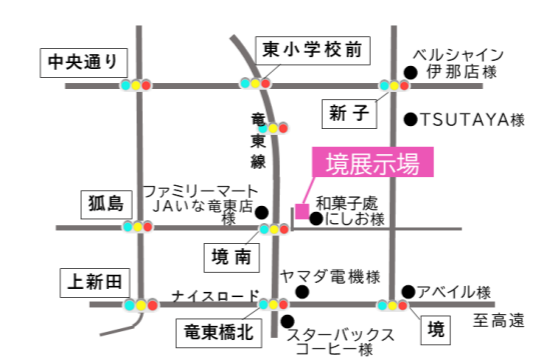 中央通り
東小学校前
ベルシャイン
伊那店様
新子
竜東線
TSUTAYA様
境展示場
ファミリーマート
JAいな竜東店
様
和菓子處
にしお様
狐島
境南
上新田
ナイスロード
ヤマダ電機様
アベイル様
竜東橋北
スターバックス
コーヒー様
境
至高遠